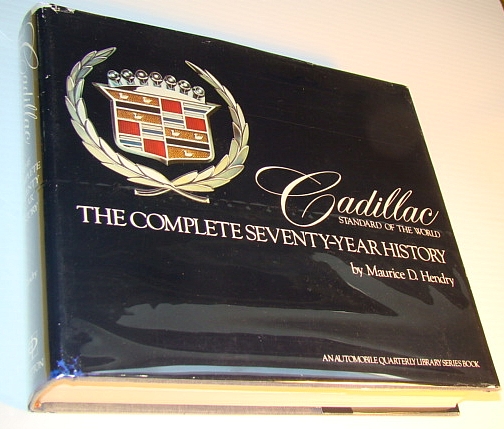 Cadillac
STANDARD OF THE WORLD
THE COMPLETE SEVENTY-YEAR HISTORY
by Maurice D. Hendry
AN AUTOMOBILE QUARTERLY LIBRARY SERIES BOOK
Cadillac